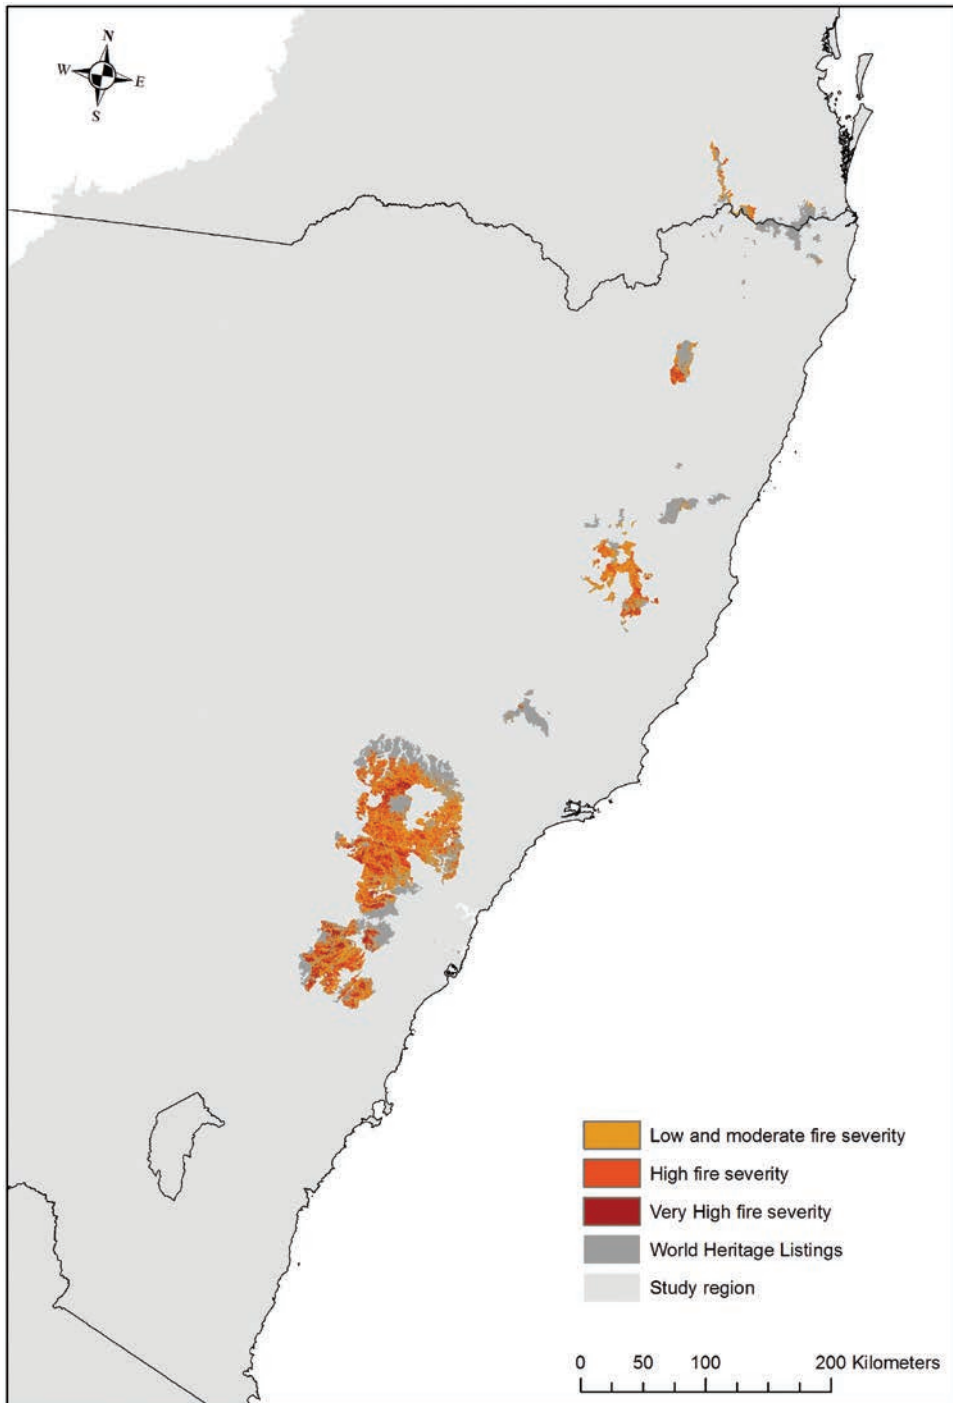 N
W E
S
Low and moderate fire severity
High fire severity
Very High fire severity
World Heritage Listings
Study region
0 50 100 200 Kilometers